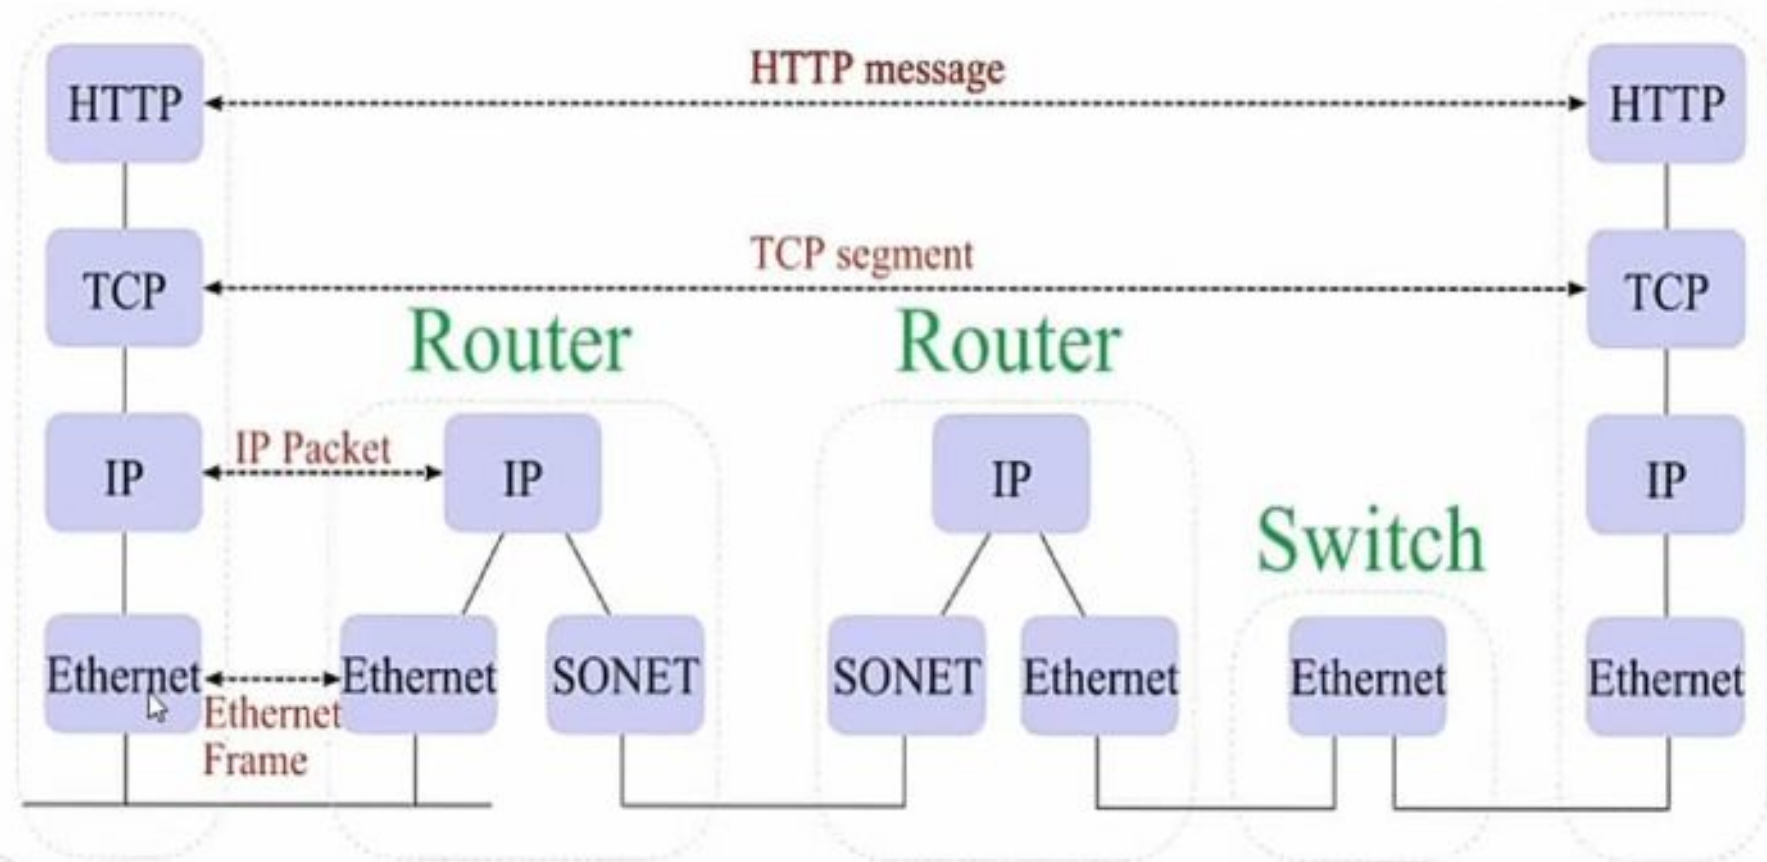 HTTP
HTTP message
HTTP
TCP
TCP segment
TCP
Router
Router
IP
IP Packet
IP
IP
IP
Switch
Ethernet
Ethernet
Frame
Ethernet
SONET
SONET
Ethernet
Ethernet
Ethernet